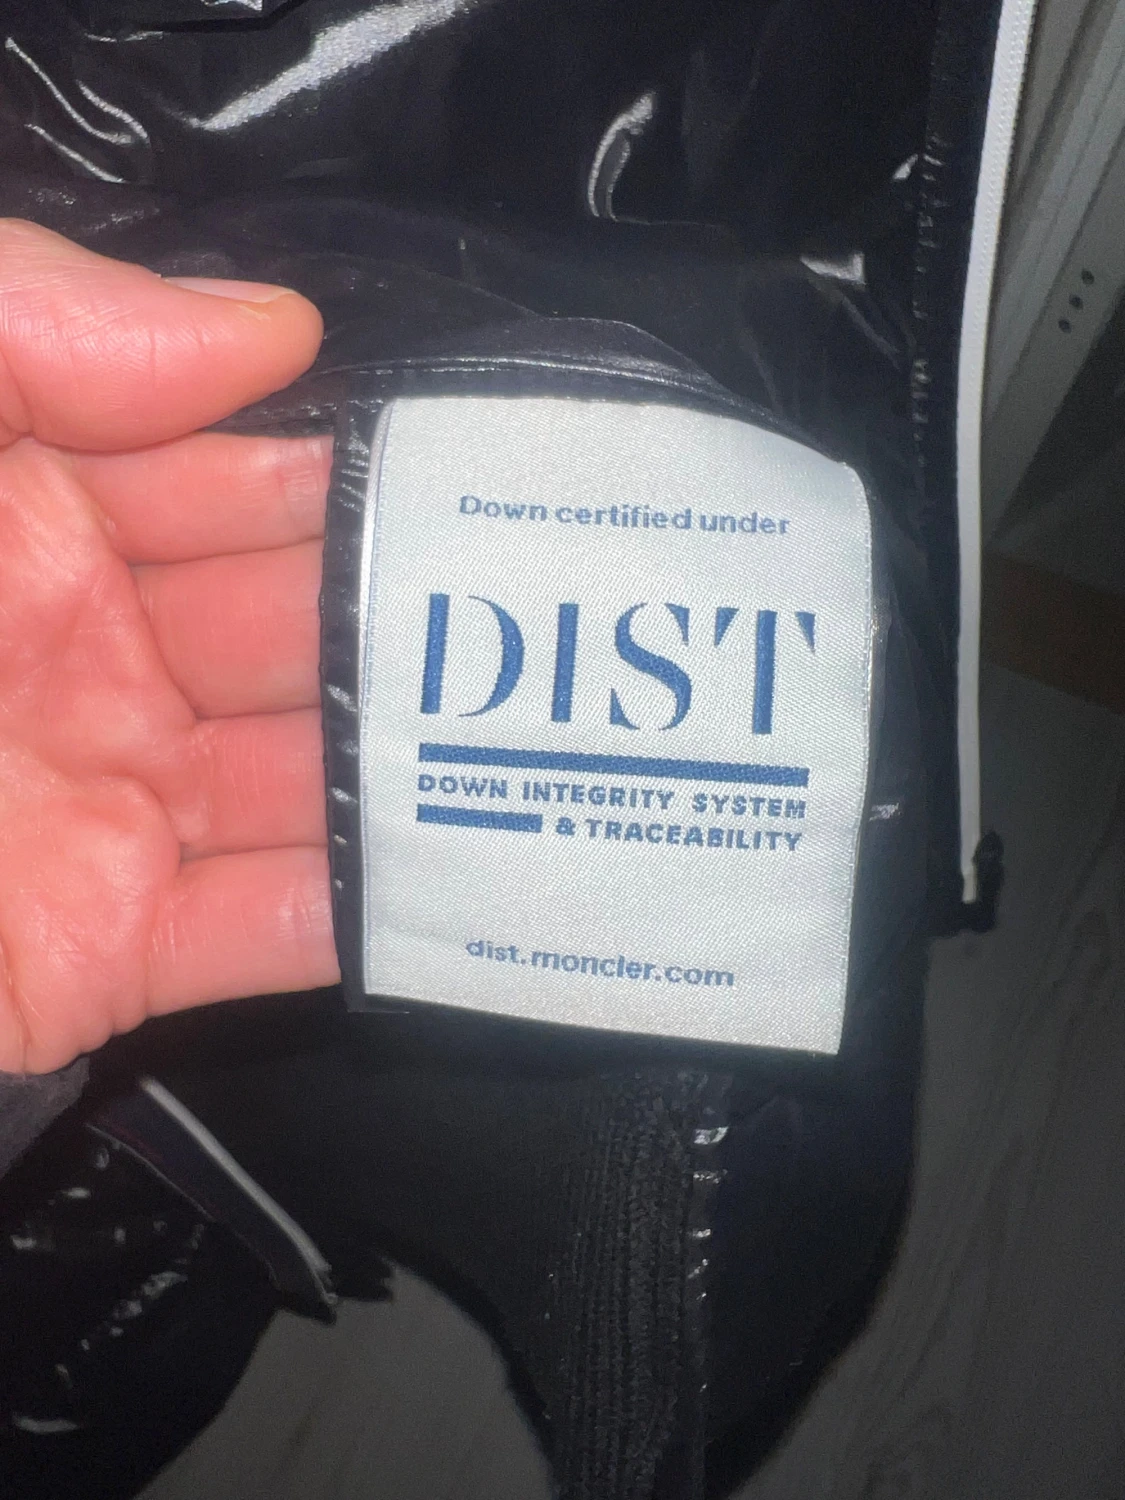 Down certified under
DIST
DOWN INTEGRITY SYSTEM
& TRACEABILITY
dist.moncler.com